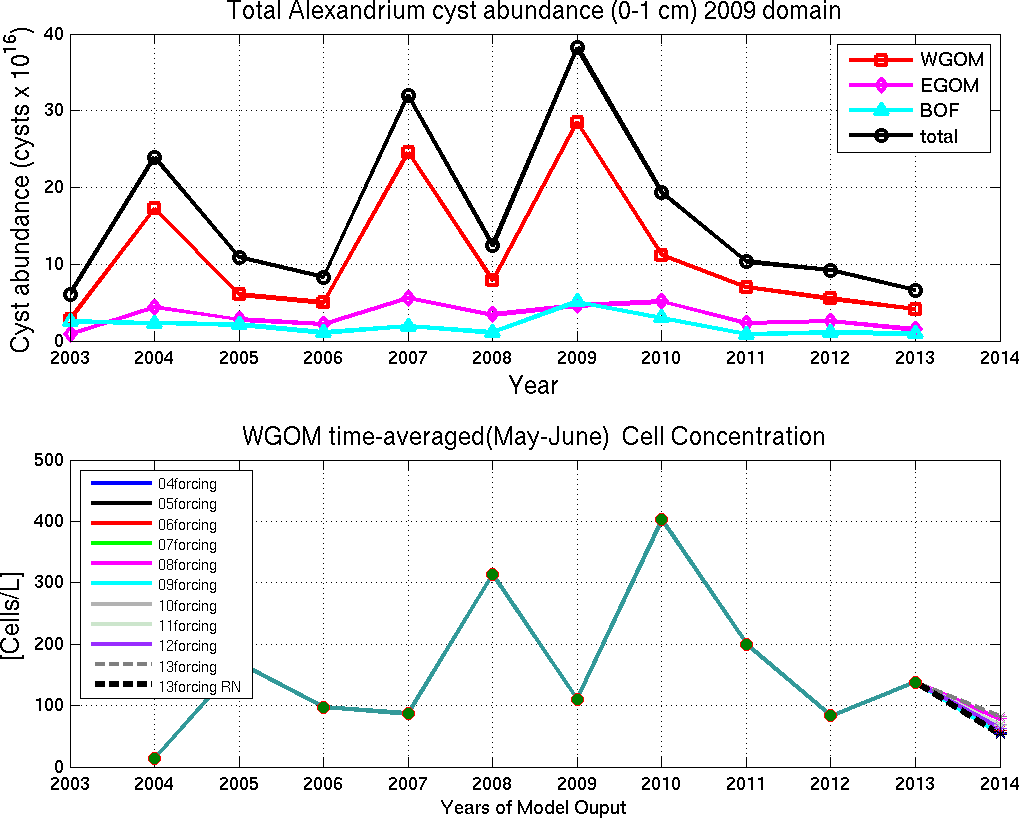 Total Alexandrium cyst abundance (0-1 cm) 2009 domain
Cyst abundance (cysts x 10^16)
40
30
20
10
0
WGOM
EGOM
BOF
total
2003 2004 2005 2006 2007 2008 2009 2010 2011 2012 2013 2014
Year
WGOM time-averaged(May-June) Cell Concentration
[Cells/L]
500
400
300
200
100
0
04forcing
05forcing
06forcing
07forcing
08forcing
09forcing
10forcing
11forcing
12forcing
13forcing
13forcing RN
2003 2004 2005 2006 2007 2008 2009 2010 2011 2012 2013 2014
Years of Model Ouput